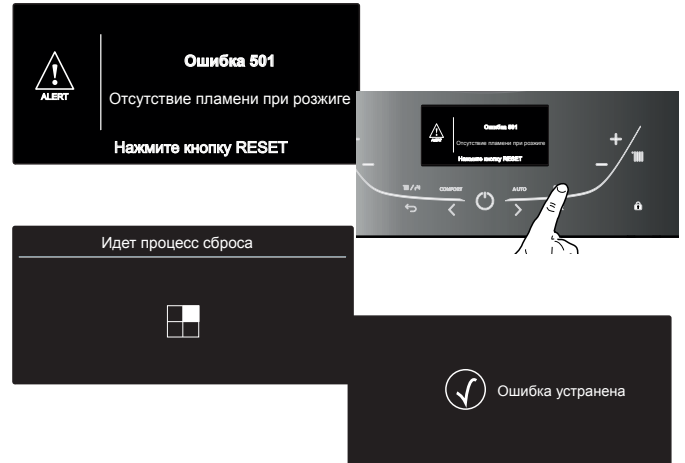 Ошибка 501
ALERT
Отсутствие пламени при розжиге
Нажмите кнопку RESET
Ошибка 501
ALERT
Отсутствие пламени при розжиге
Нажмите кнопку RESET
COMFORT
AUTO
Идет процесс сброса
Ошибка устранена